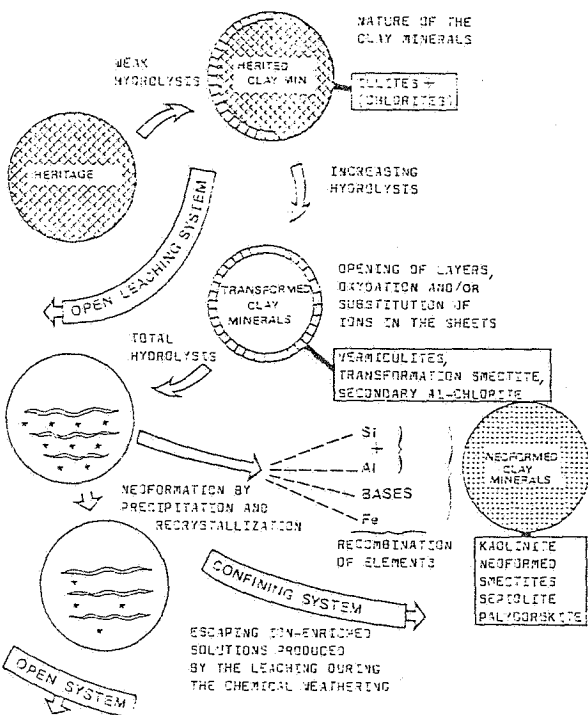 NATURE OF THE
CLAY MINERALS
WEAK
HYDROLYSIS
HERITED
CLAY MIN
ILLITES +
(CHLORITES)
HERITAGE
INCREASING
HYDROLYSIS
OPEN LEACHING SYSTEM
TRANSFORMED
CLAY
MINERALS
OPENING OF LAYERS,
OXYDATION AND/OR
SUBSTITUTION OF
IONS IN THE SHEETS
TOTAL
HYDROLYSIS
VERMICULITES,
TRANSFORMATION SMECTITE,
SECONDARY AL-CHLORITE
Si
+
Al
BASES
Fe
NEOFORMED
CLAY
MINERALS
NEOFORMATION BY
PRECIPITATION AND
RECRYSTALLIZATION
RECOMBINATION
OF ELEMENTS
KAOLINITE
NEOFORMED
SMECTITES
SEPIOLITE
PALYGORSKITE
CONFINING SYSTEM
ESCAPING ION-ENRICHED
SOLUTIONS PRODUCED
BY THE LEACHING DURING
THE CHEMICAL WEATHERING
OPEN SYSTEM